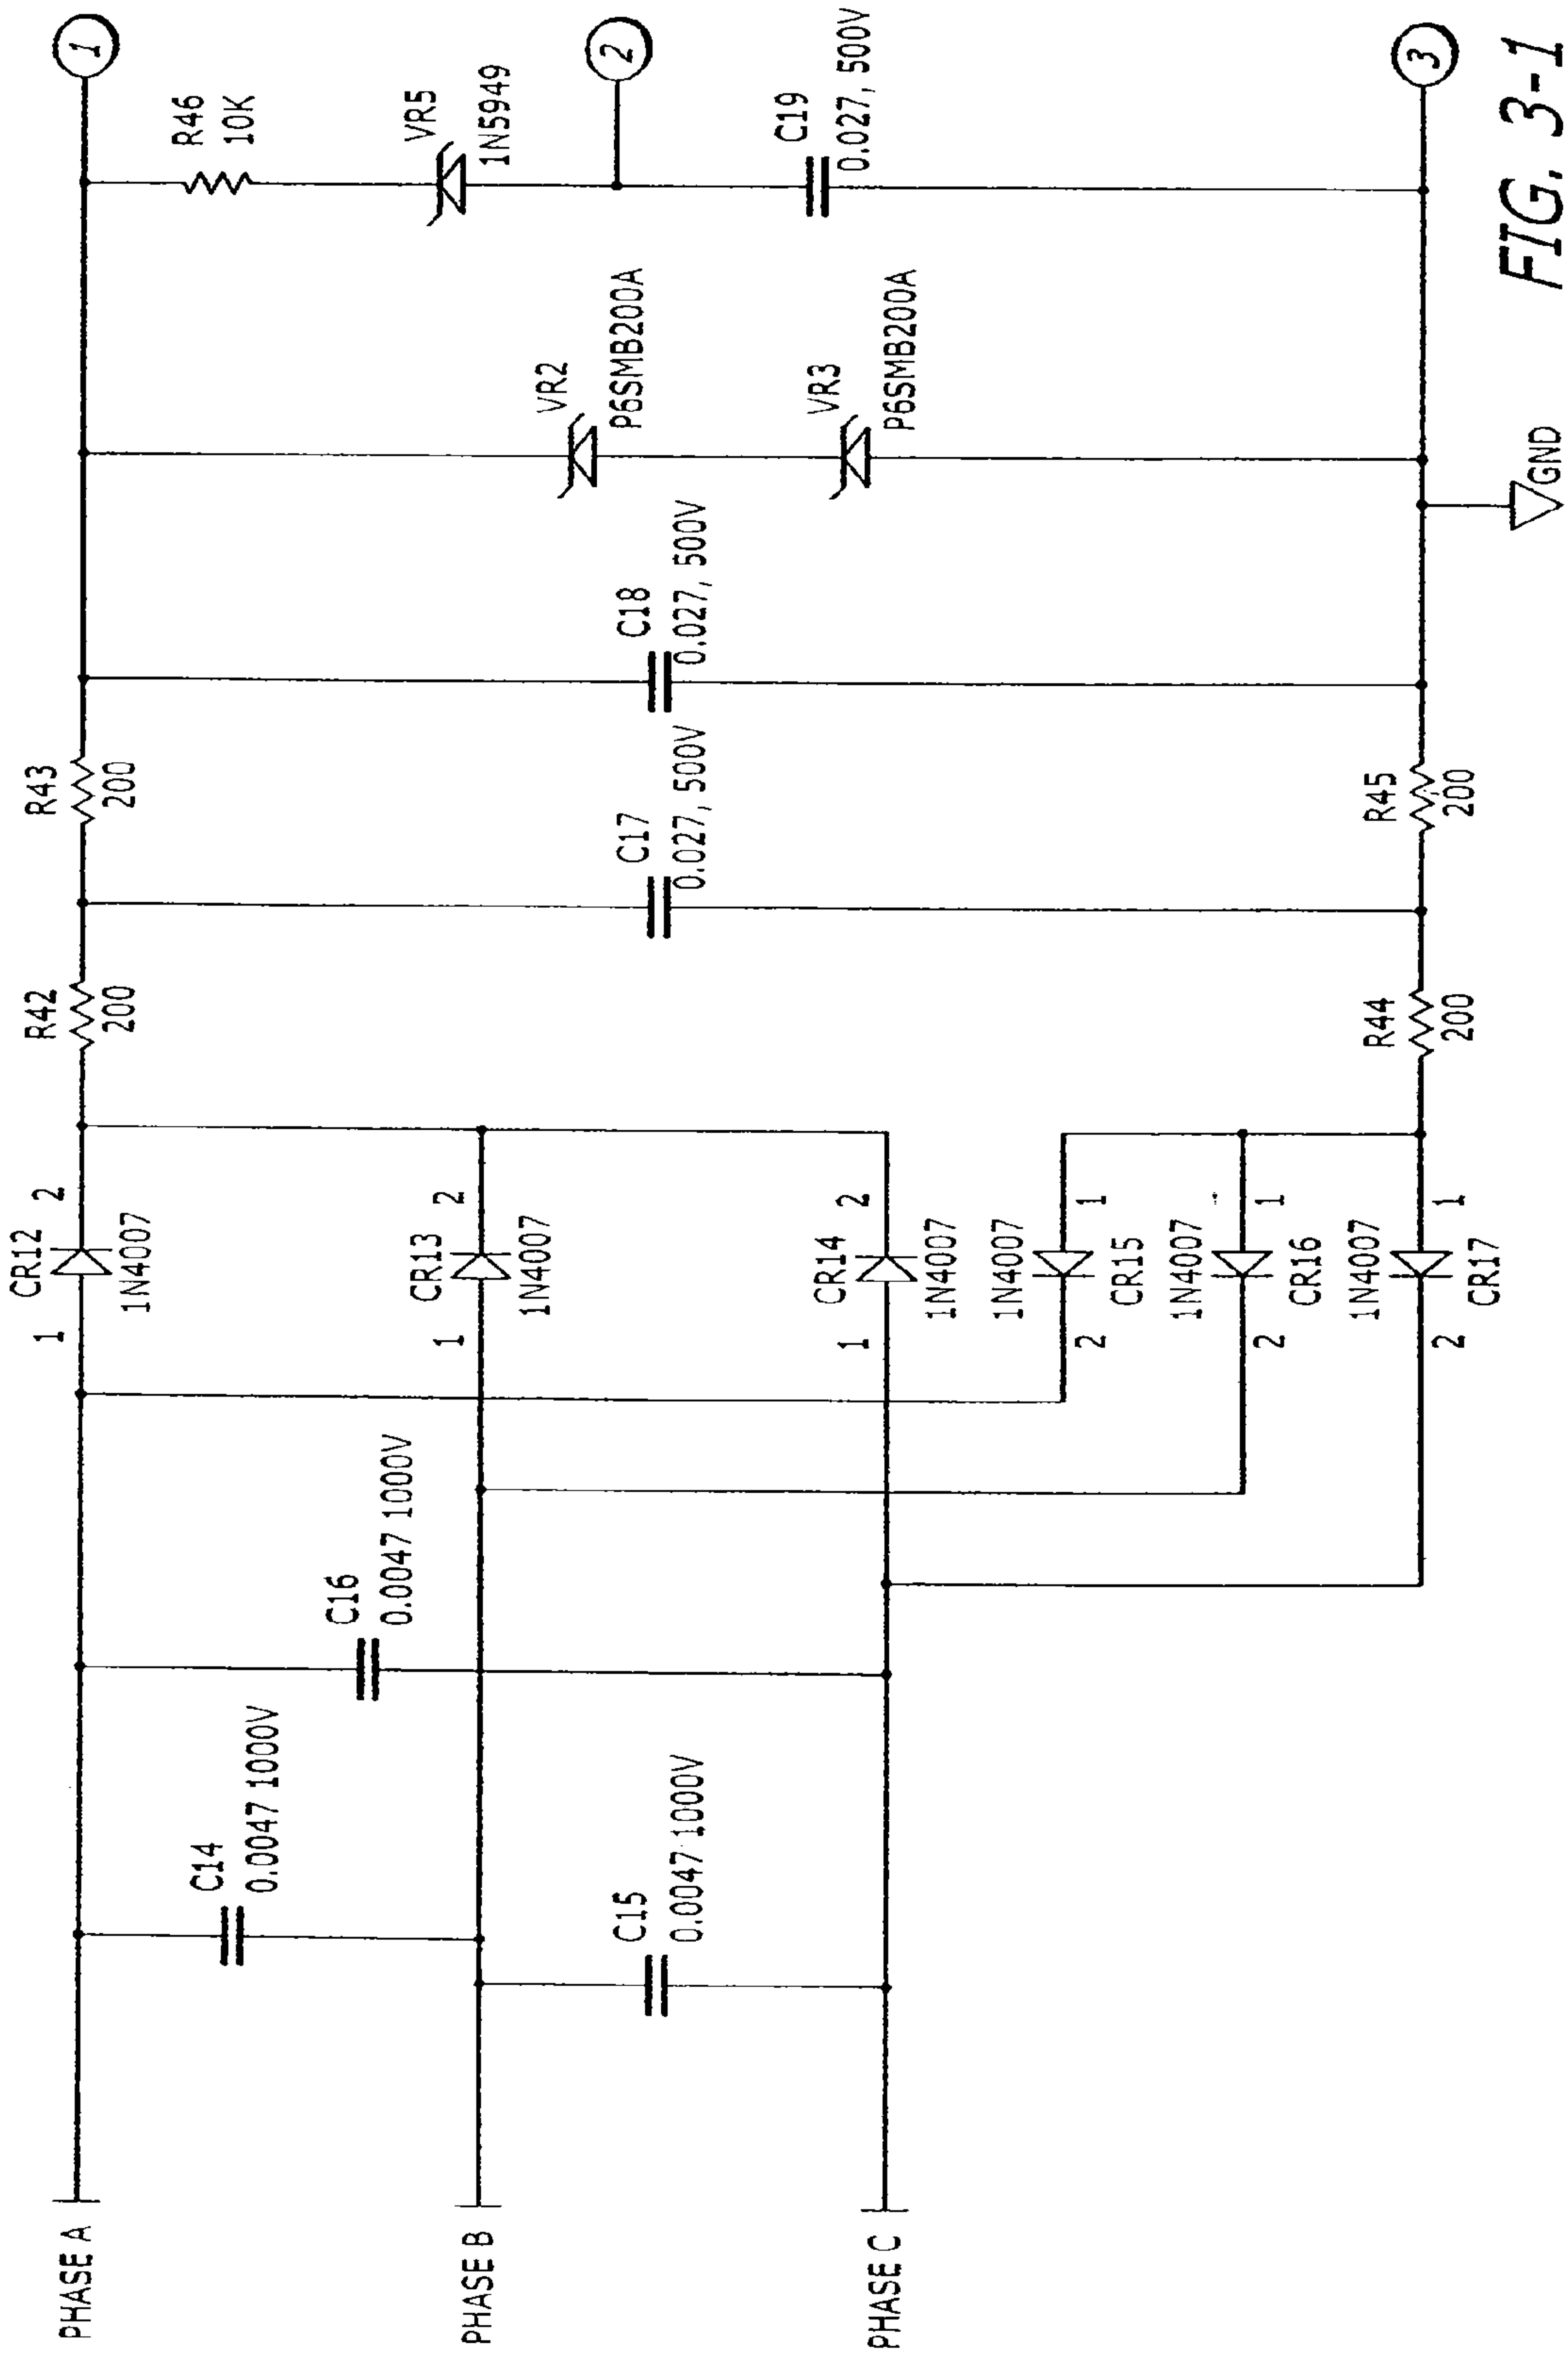 PHASE A
PHASE B
PHASE C
C14
0.0047 1000V
C15
0.0047 1000V
C16
0.0047 1000V
1
CR12
2
1N4007
1
CR13
2
1N4007
1
CR14
2
1N4007
1N4007
2
1
CR15
1N4007
2
1
CR16
1N4007
2
1
CR17
R42
200
R43
200
R44
200
R45
200
C17
0.027, 500V
C18
0.027, 500V
VR2
P6SMB200A
VR3
P6SMB200A
GND
R46
10K
VR5
1N5949
C19
0.027, 500V
1
2
3
FIG. 3-1